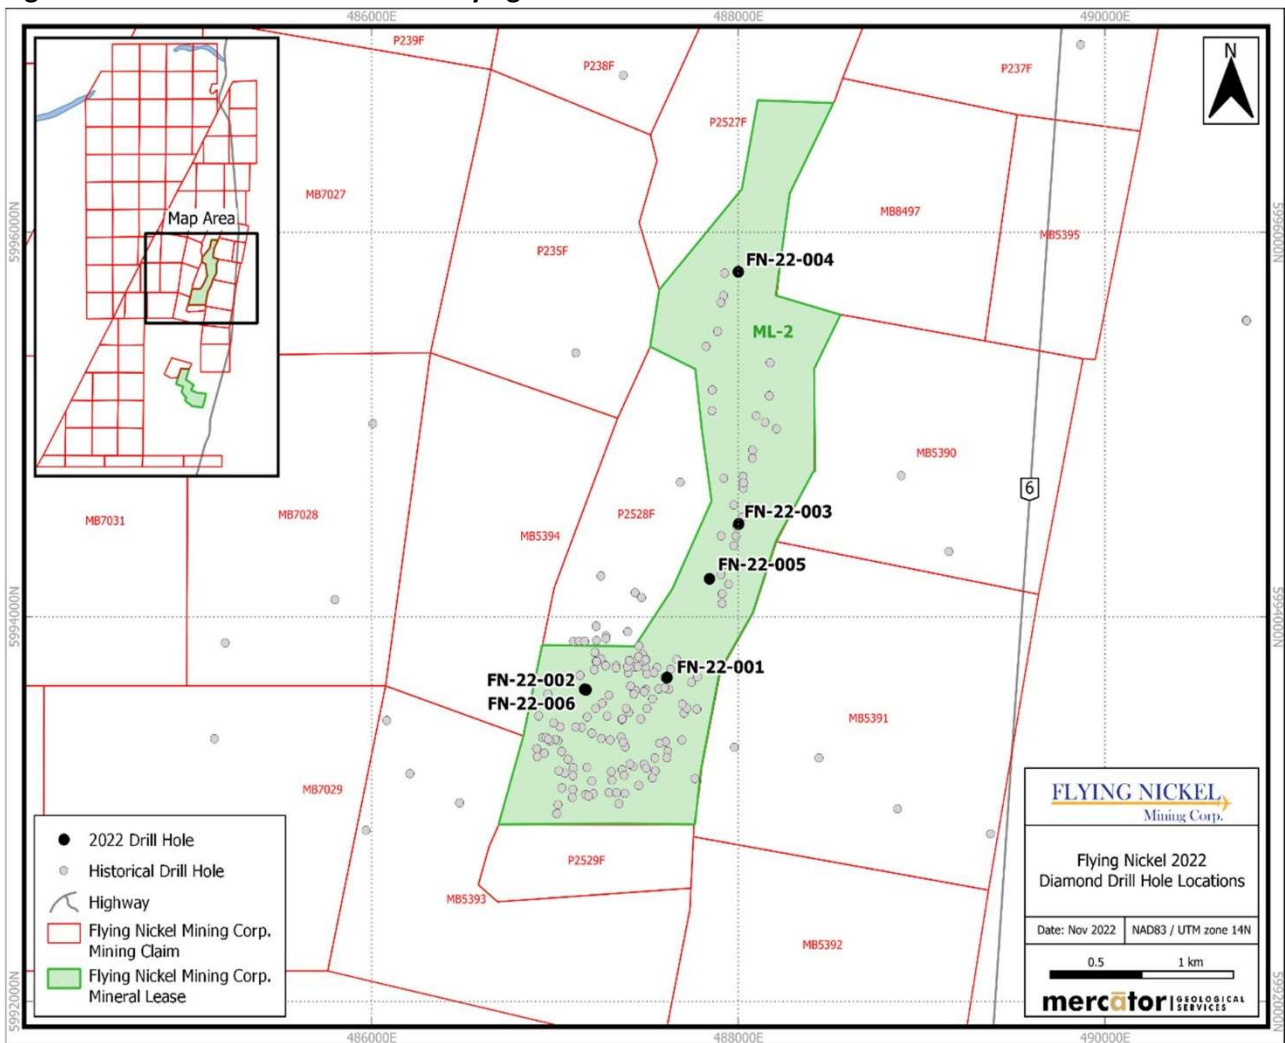 486000E
488000E
490000E
P239F
P238F
P237F
N
P2527F
MB7027
MB8497
5996000N
5996000N
Map Area
MB5395
P235F
FN-22-004
ML-2
MB5390
6
MB7031
MB7028
P2528F
FN-22-003
MB5394
FN-22-005
5994000N
5994000N
FN-22-001
FN-22-002
FN-22-006
MB5391
MB7029
FLYING NICKEL
Mining Corp.
2022 Drill Hole
Historical Drill Hole
Highway
Flying Nickel Mining Corp.
Mining Claim
Flying Nickel Mining Corp.
Mineral Lease
P2529F
MB5393
MB5392
Flying Nickel 2022
Diamond Drill Hole Locations
Date: Nov 2022 NAD83 / UTM zone 14N
0.5 1 km
mercātor GEOLOGICAL
SERVICES
5992000N
5992000N
486000E
488000E
490000E